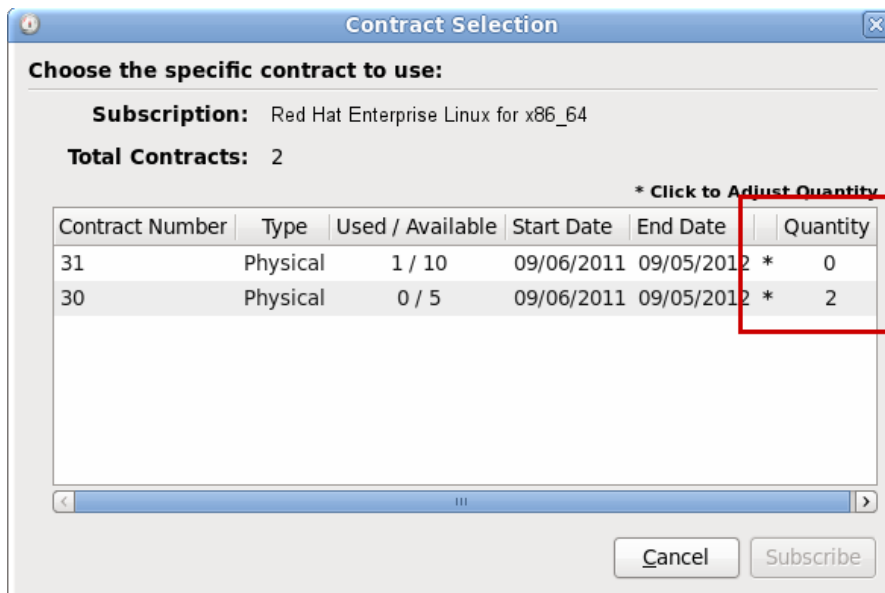 Contract Selection
Choose the specific contract to use:
Subscription: Red Hat Enterprise Linux for x86_64
Total Contracts: 2
* Click to Adjust Quantity
Contract Number Type Used / Available Start Date End Date Quantity
31 Physical 1 / 10 09/06/2011 09/05/2012 * 0
30 Physical 0 / 5 09/06/2011 09/05/2012 * 2
Cancel Subscribe